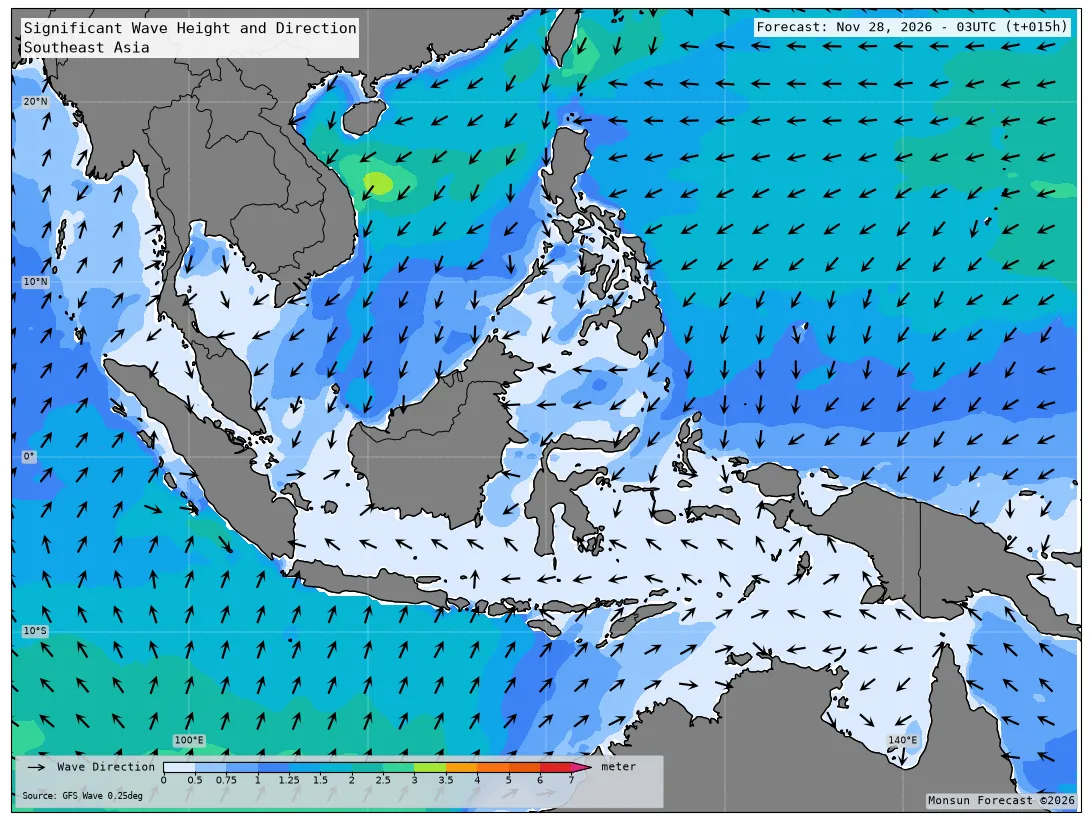 Significant Wave Height and Direction
Southeast Asia
Forecast: Nov 28, 2026 - 03UTC (t+015h)
20°N
10°N
0°
10°S
100°E
140°E
Wave Direction
meter
0 0.5 0.75 1 1.25 1.5 2 2.5 3 3.5 4 5 6 7
Source: GFS Wave 0.25deg
Monsun Forecast ©2026